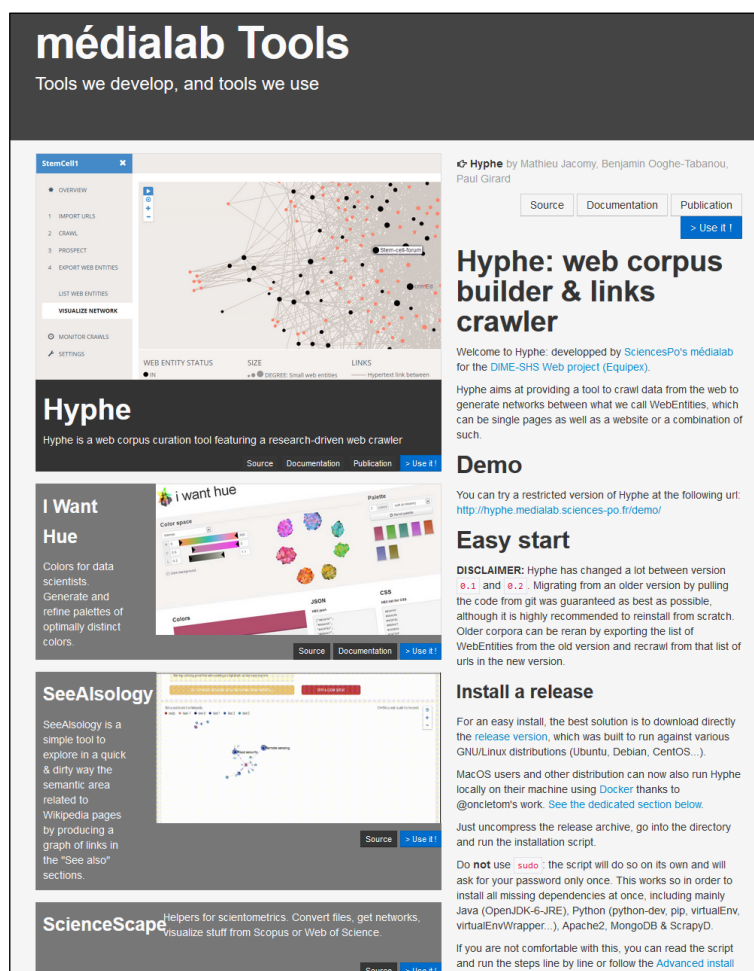 médialab Tools
Tools we develop, and tools we use
StemCell1 ×
OVERVIEW
1 IMPORT URLS
2 CRAWL
3 PROSPECT
4 EXPORT WEB ENTITIES
LIST WEB ENTITIES
VISUALIZE NETWORK
MONITOR CRAWLS
SETTINGS
Stem-cell-forum
WEB ENTITY STATUS SIZE LINKS
IN DEGREE: Small web entities Hypertext link between
Hyphe
Hyphe is a web corpus curation tool featuring a research-driven web crawler
Source Documentation Publication > Use it !
I Want
Hue
Colors for data
scientists.
Generate and
refine palettes of
optimally distinct
colors.
i want hue
Color space
Palette
Colors
JSON
CSS
Source Documentation > Use it !
SeeAlsology
SeeAlsology is a
simple tool to
explore in a quick
& dirty way the
semantic area
related to
Wikipedia pages
by producing a
graph of links in
the "See also"
sections.
Source > Use it !
ScienceScape
Helpers for scientometrics. Convert files, get networks,
visualize stuff from Scopus or Web of Science.
Source > Use it !
Hyphe by Mathieu Jacomy, Benjamin Ooghe-Tabanou,
Paul Girard
Source Documentation Publication
> Use it !
Hyphe: web corpus
builder & links
crawler
Welcome to Hyphe: developped by SciencesPo's médialab
for the DIME-SHS Web project (Equipex).
Hyphe aims at providing a tool to crawl data from the web to
generate networks between what we call WebEntities, which
can be single pages as well as a website or a combination of
such.
Demo
You can try a restricted version of Hyphe at the following url:
http://hyphe.medialab.sciences-po.fr/demo/
Easy start
DISCLAIMER: Hyphe has changed a lot between version
0.1 and 0.2 . Migrating from an older version by pulling
the code from git was guaranteed as best as possible,
although it is highly recommended to reinstall from scratch.
Older corpora can be reran by exporting the list of
WebEntities from the old version and recrawl from that list of
urls in the new version.
Install a release
For an easy install, the best solution is to download directly
the release version, which was built to run against various
GNU/Linux distributions (Ubuntu, Debian, CentOS...).
MacOS users and other distribution can now also run Hyphe
locally on their machine using Docker thanks to
@oncletom's work. See the dedicated section below.
Just uncompress the release archive, go into the directory
and run the installation script.
Do not use sudo : the script will do so on its own and will
ask for your password only once. This works so in order to
install all missing dependencies at once, including mainly
Java (OpenJDK-6-JRE), Python (python-dev, pip, virtualEnv,
virtualEnvWrapper...), Apache2, MongoDB & ScrapyD.
If you are not comfortable with this, you can read the script
and run the steps line by line or follow the Advanced install